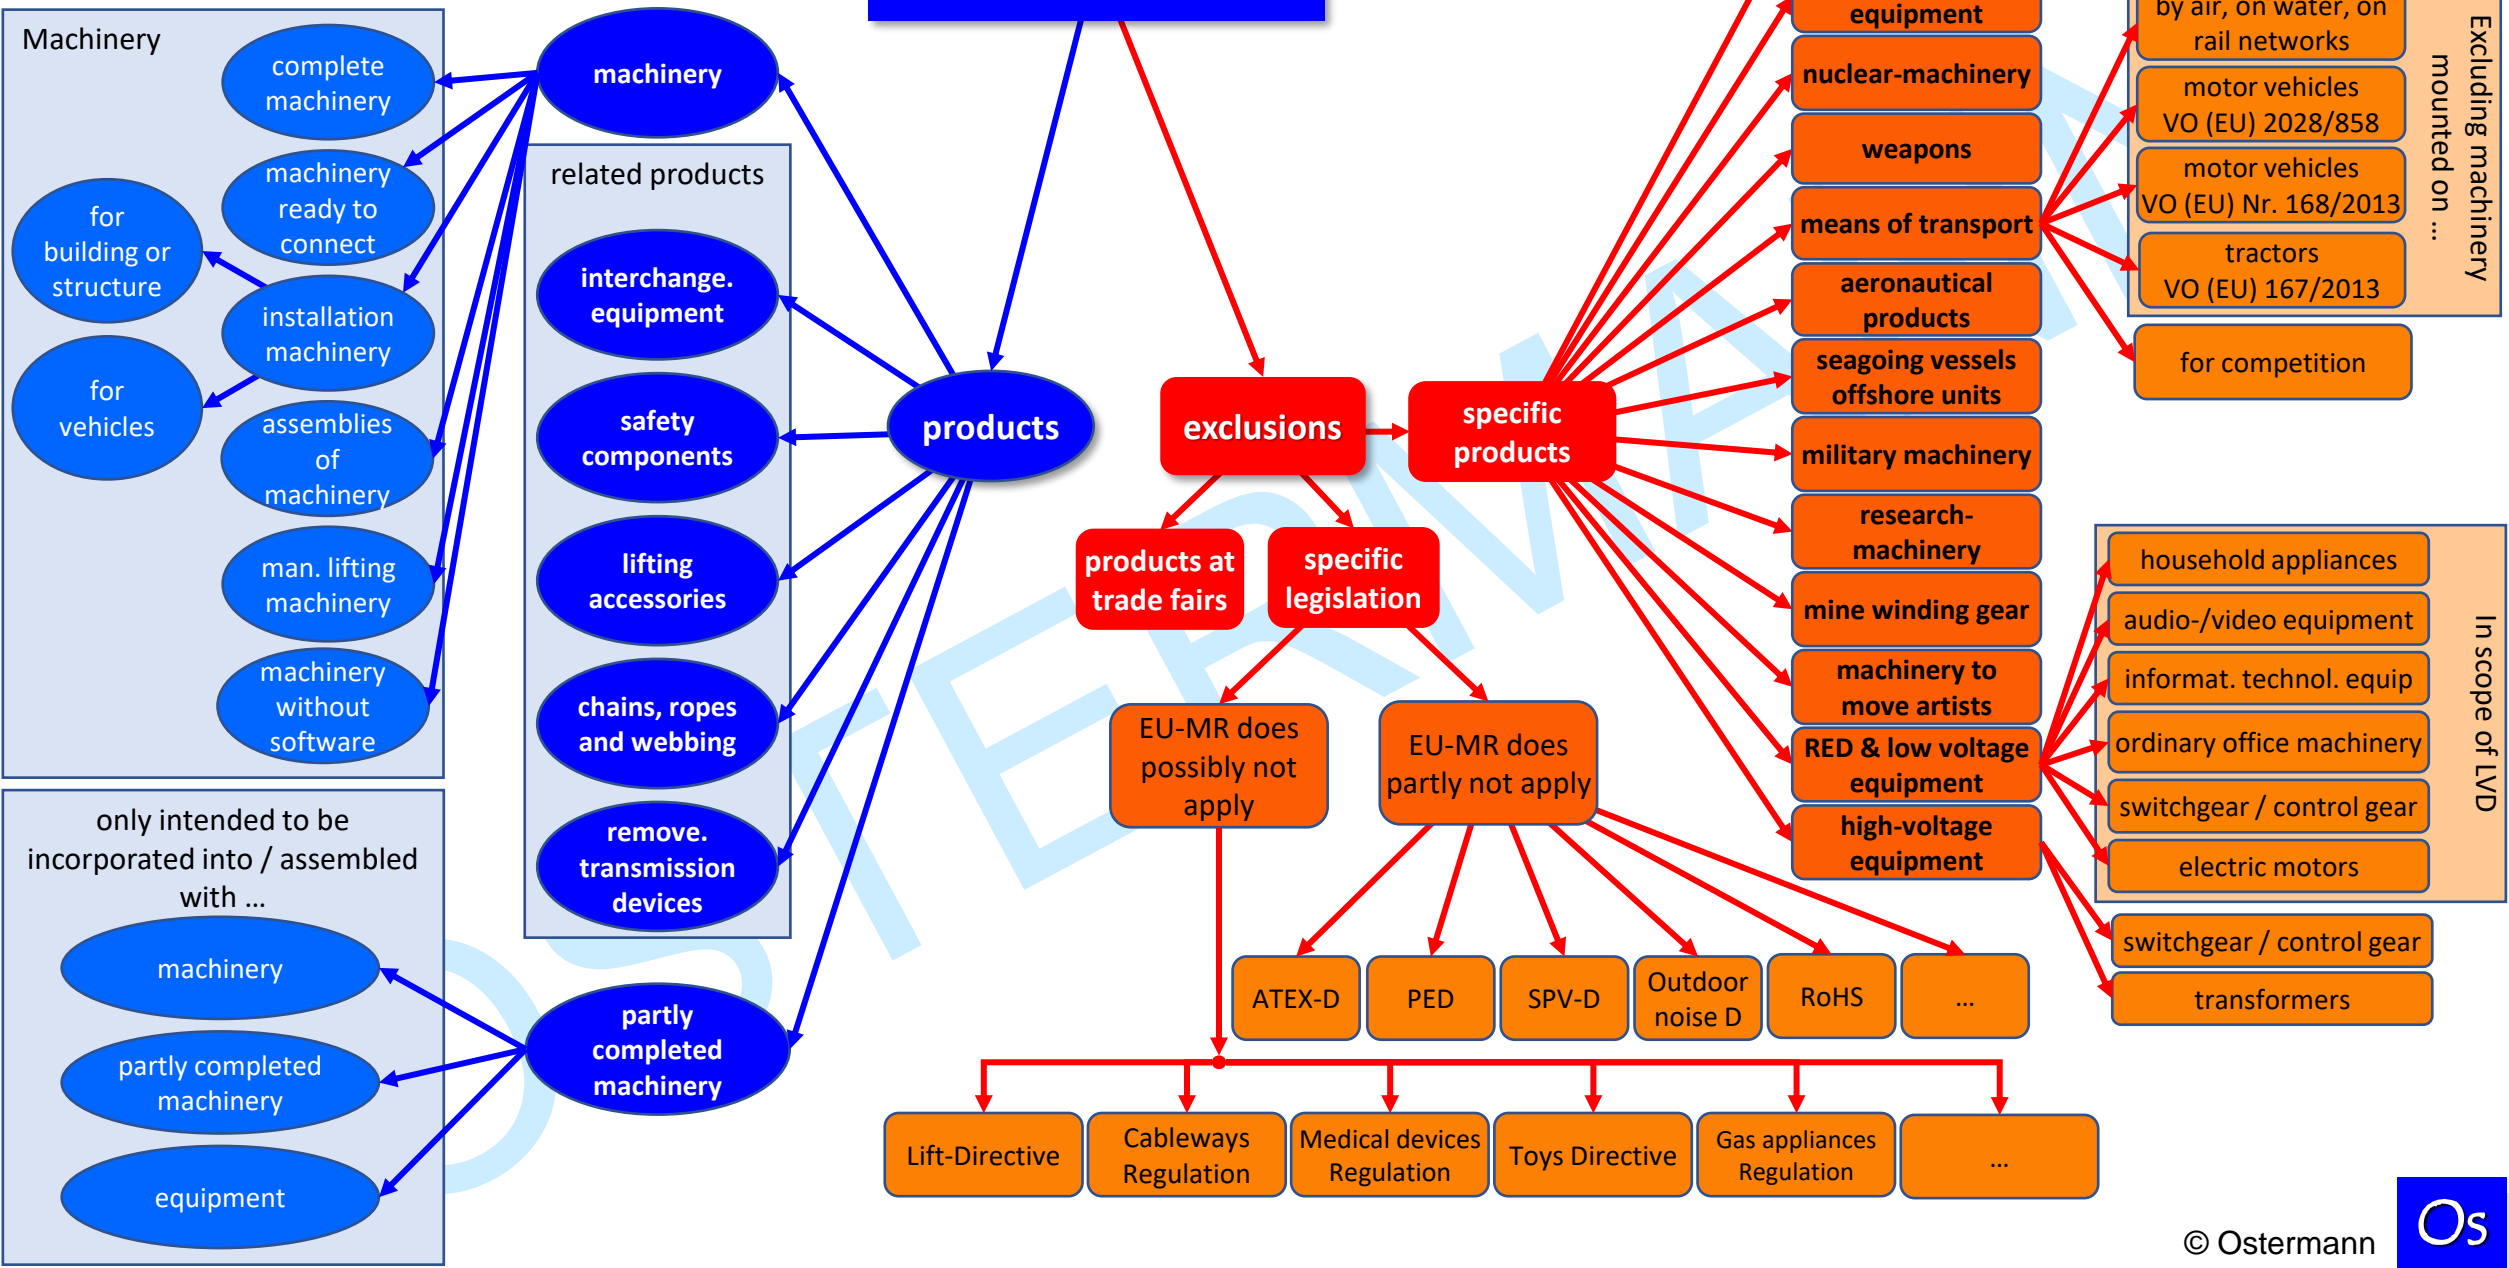 Machinery
complete
machinery
machinery
ready to
connect
for
building or
structure
installation
machinery
for
vehicles
assemblies
of
machinery
man. lifting
machinery
machinery
without
software
only intended to be
incorporated into / assembled
with ...
machinery
partly completed
machinery
equipment
machinery
related products
interchange.
equipment
safety
components
lifting
accessories
chains, ropes
and webbing
remove.
transmission
devices
partly
completed
machinery
products
exclusions
products at
trade fairs
specific
legislation
specific
products
EU-MR does
possibly not
apply
EU-MR does
partly not apply
ATEX-D
PED
SPV-D
Outdoor
noise D
RoHS
...
Lift-Directive
Cableways
Regulation
Medical devices
Regulation
Toys Directive
Gas appliances
Regulation
...
equipment
nuclear-machinery
weapons
means of transport
aeronautical
products
seagoing vessels
offshore units
military machinery
research-
machinery
mine winding gear
machinery to
move artists
RED & low voltage
equipment
high-voltage
equipment
by air, on water, on
rail networks
motor vehicles
VO (EU) 2028/858
motor vehicles
VO (EU) Nr. 168/2013
tractors
VO (EU) 167/2013
Excluding machinery
mounted on ...
for competition
household appliances
audio-/video equipment
informat. technol. equip
ordinary office machinery
switchgear / control gear
electric motors
In scope of LVD
switchgear / control gear
transformers
© Ostermann
Os